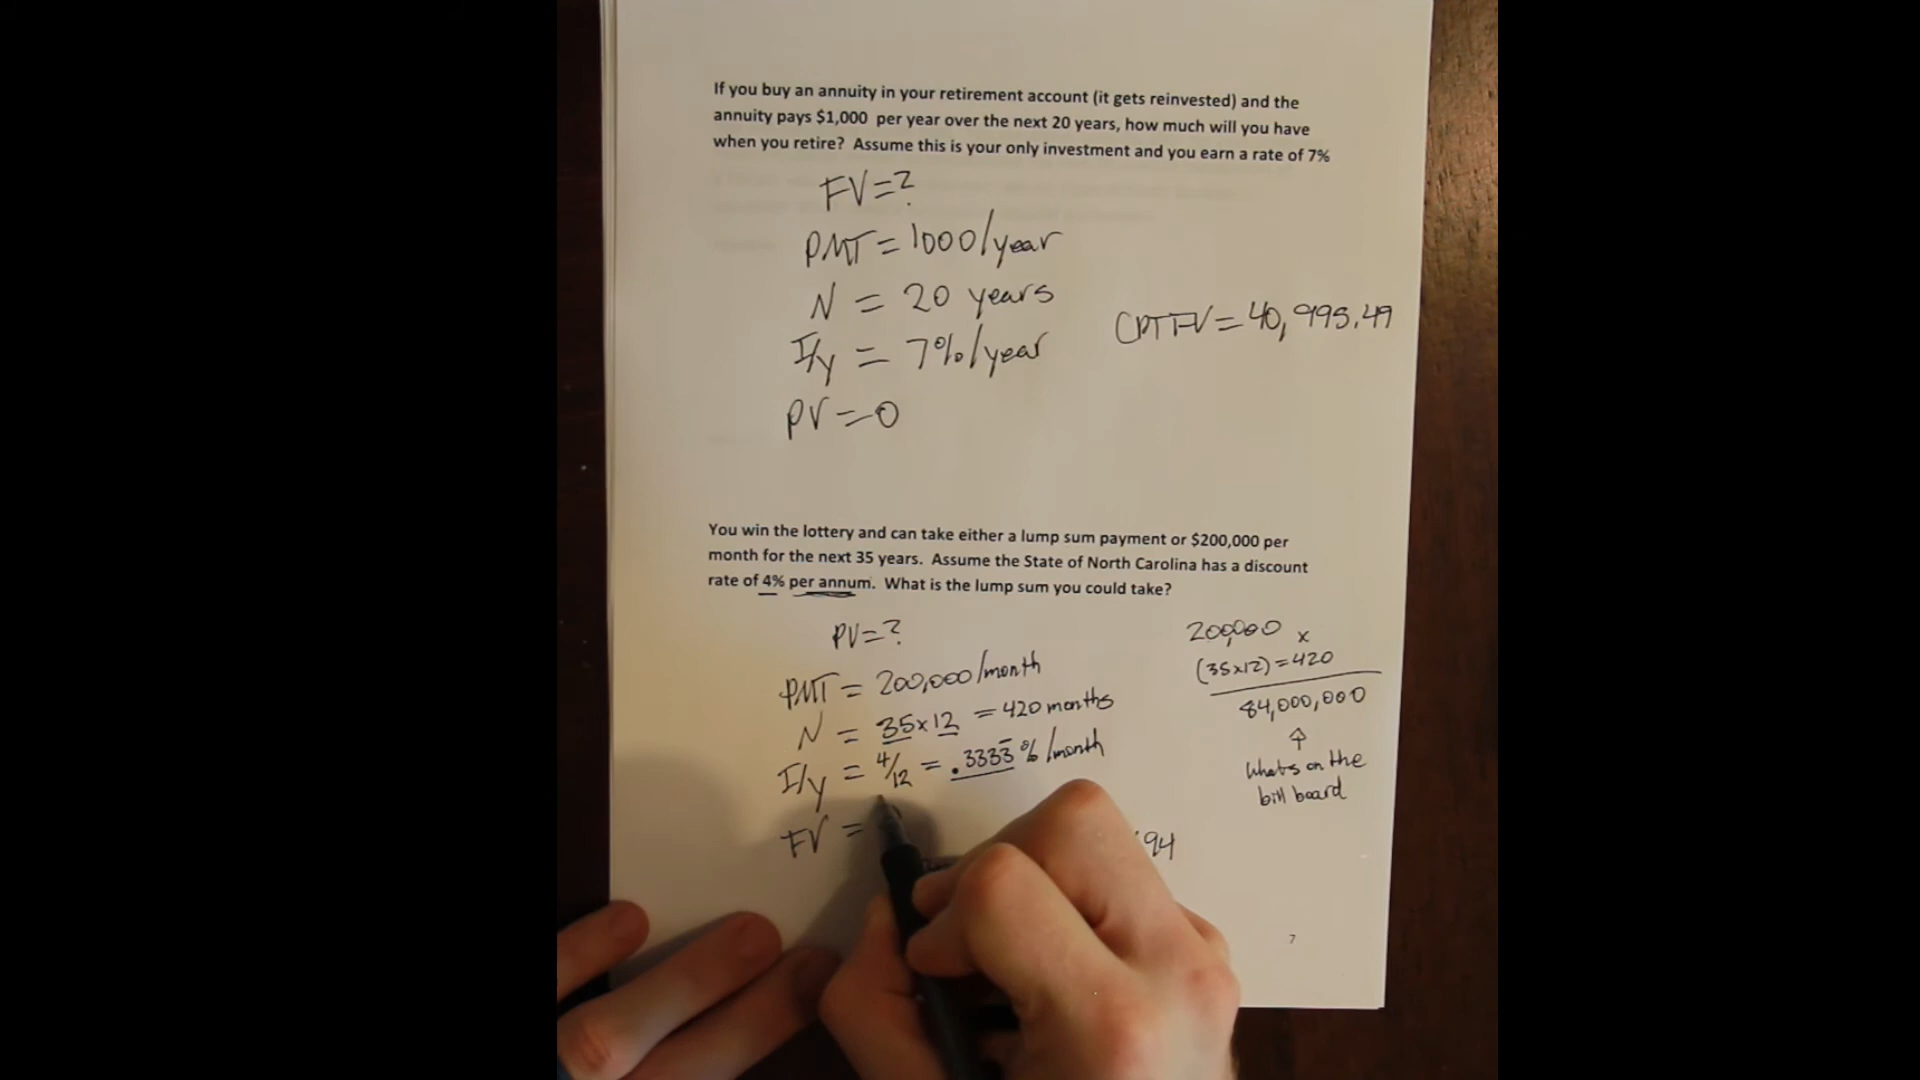 If you buy an annuity in your retirement account (it gets reinvested) and the
annuity pays $1,000 per year over the next 20 years, how much will you have
when you retire? Assume this is your only investment and you earn a rate of 7%
FV=?
PMT = 1000/year
N = 20 years
I/y = 7%/year
CPT FV = 40,995.49
PV = 0
You win the lottery and can take either a lump sum payment or $200,000 per
month for the next 35 years. Assume the State of North Carolina has a discount
rate of 4% per annum. What is the lump sum you could take?
PV=?
PMT = 200,000/month
N = 35x12 = 420 months
I/y = 4/12 = .3333̅ % /month
FV =
200,000 x
(35x12) = 420
84,000,000
↑
Whats on the
bill board
94
7